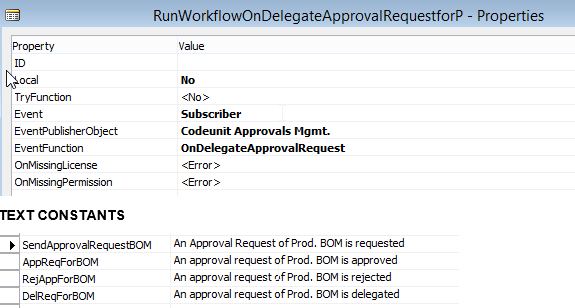 RunWorkflowOnDelegateApprovalRequestforP - Properties
Property Value
ID
Local No
TryFunction <No>
Event Subscriber
EventPublisherObject Codeunit Approvals Mgmt.
EventFunction OnDelegateApprovalRequest
OnMissingLicense <Error>
OnMissingPermission <Error>
TEXT CONSTANTS
SendApprovalRequestBOM An Approval Request of Prod. BOM is requested
AppReqForBOM An approval request of Prod. BOM is approved
RejAppForBOM An approval request of Prod. BOM is rejected
DelReqForBOM An approval request of Prod. BOM is delegated